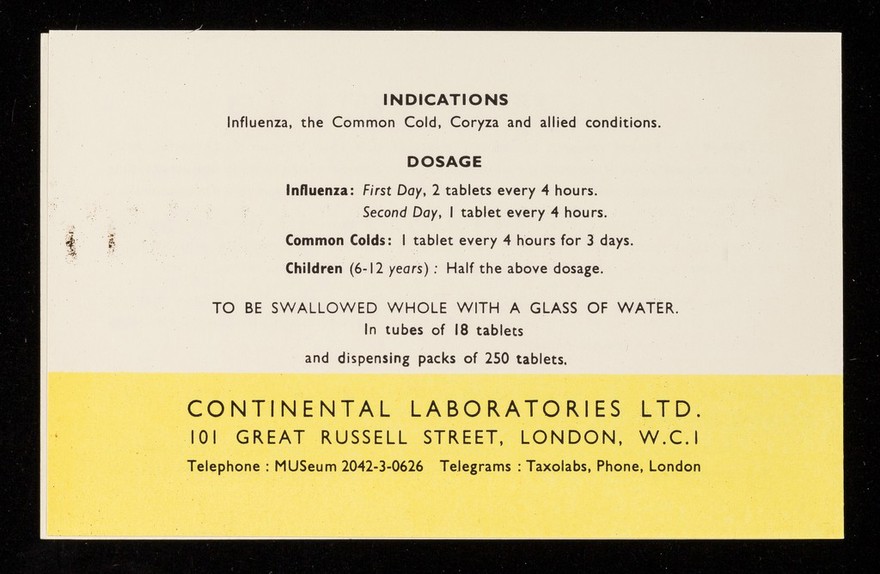 INDICATIONS
Influenza, the Common Cold, Coryza and allied conditions.
DOSAGE
Influenza: First Day, 2 tablets every 4 hours.
Second Day, 1 tablet every 4 hours.
Common Colds: 1 tablet every 4 hours for 3 days.
Children (6-12 years) : Half the above dosage.
TO BE SWALLOWED WHOLE WITH A GLASS OF WATER.
In tubes of 18 tablets
and dispensing packs of 250 tablets.
CONTINENTAL LABORATORIES LTD.
101 GREAT RUSSELL STREET, LONDON, W.C.1
Telephone : MUSeum 2042-3-0626 Telegrams : Taxolabs, Phone, London